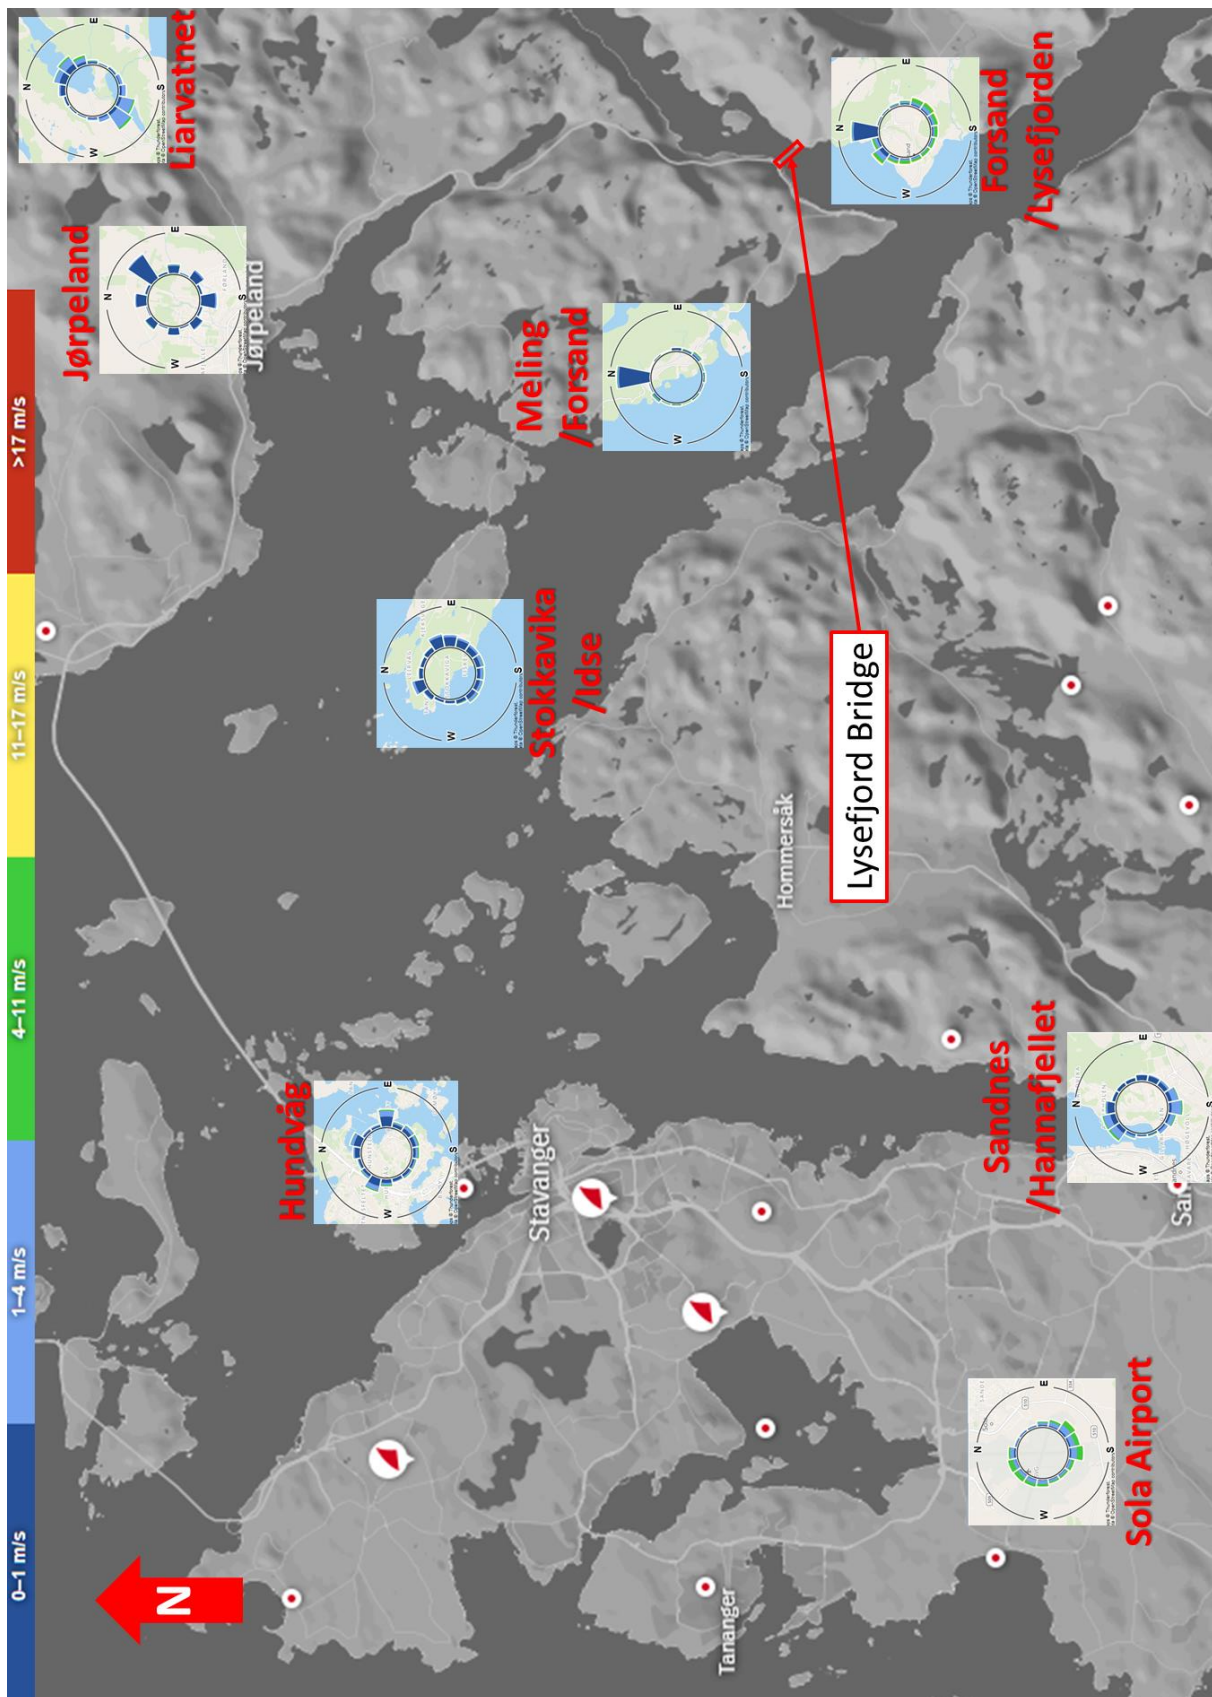 0–1 m/s
1–4 m/s
4–11 m/s
11–17 m/s
>17 m/s
N
Liarvatnet
N
E
S
W
Jørpeland
N
E
S
W
Jørpeland
Meling
/Forsand
N
E
S
W
Forsand
/Lysefjorden
N
E
S
W
Stokkavika
/Idse
N
E
S
W
Hundvåg
N
E
S
W
Stavanger
Hommersåk
Lysefjord Bridge
Sandnes
/Hannafjellet
N
E
S
W
Sola Airport
N
E
S
W
Tananger